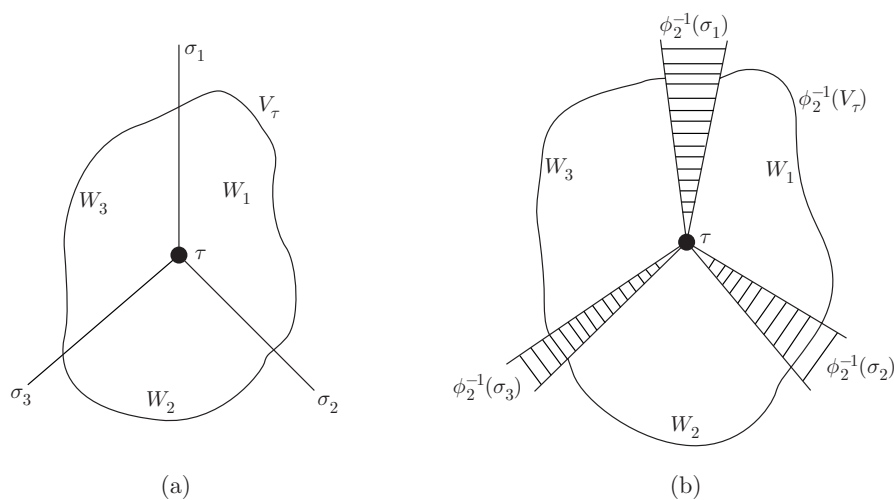 σ₁
V_τ
W₃
W₁
τ
σ₃
W₂
σ₂
(a)
ϕ₂⁻¹(σ₁)
ϕ₂⁻¹(V_τ)
W₃
W₁
τ
ϕ₂⁻¹(σ₃)
ϕ₂⁻¹(σ₂)
W₂
(b)